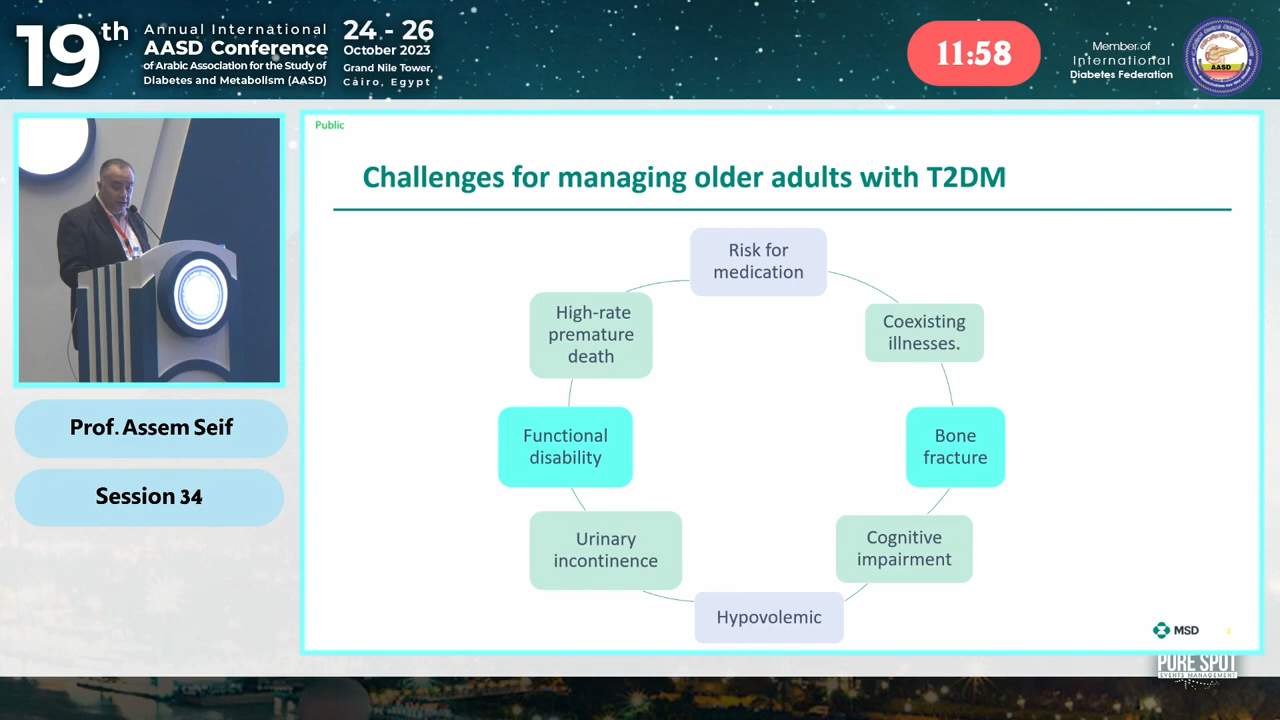 19th
Annual International
AASD Conference
of Arabic Association for the Study of
Diabetes and Metabolism (AASD)
24 - 26
October 2023
Grand Nile Tower,
Cairo, Egypt
11:58
Member of
International
Diabetes Federation
AASD
Public
Challenges for managing older adults with T2DM
Risk for
medication
High-rate
premature
death
Coexisting
illnesses.
Functional
disability
Bone
fracture
Urinary
incontinence
Cognitive
impairment
Hypovolemic
MSD
Prof. Assem Seif
Session 34
PURE SPOT
EVENTS MANAGEMENT